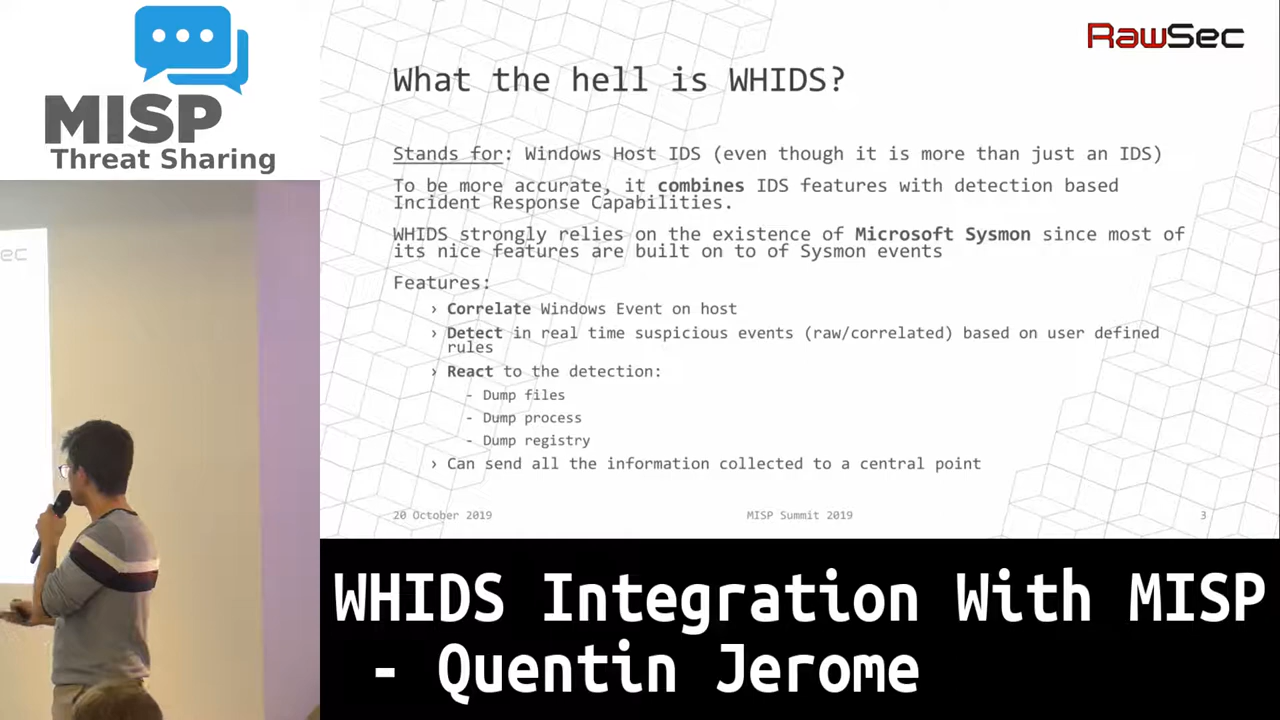 MISP
Threat Sharing
RawSec
What the hell is WHIDS?
Stands for: Windows Host IDS (even though it is more than just an IDS)
To be more accurate, it combines IDS features with detection based
Incident Response Capabilities.
WHIDS strongly relies on the existence of Microsoft Sysmon since most of
its nice features are built on to of Sysmon events
Features:
› Correlate Windows Event on host
› Detect in real time suspicious events (raw/correlated) based on user defined
rules
› React to the detection:
- Dump files
- Dump process
- Dump registry
› Can send all the information collected to a central point
20 October 2019
MISP Summit 2019
3
ec
WHIDS Integration With MISP
- Quentin Jerome